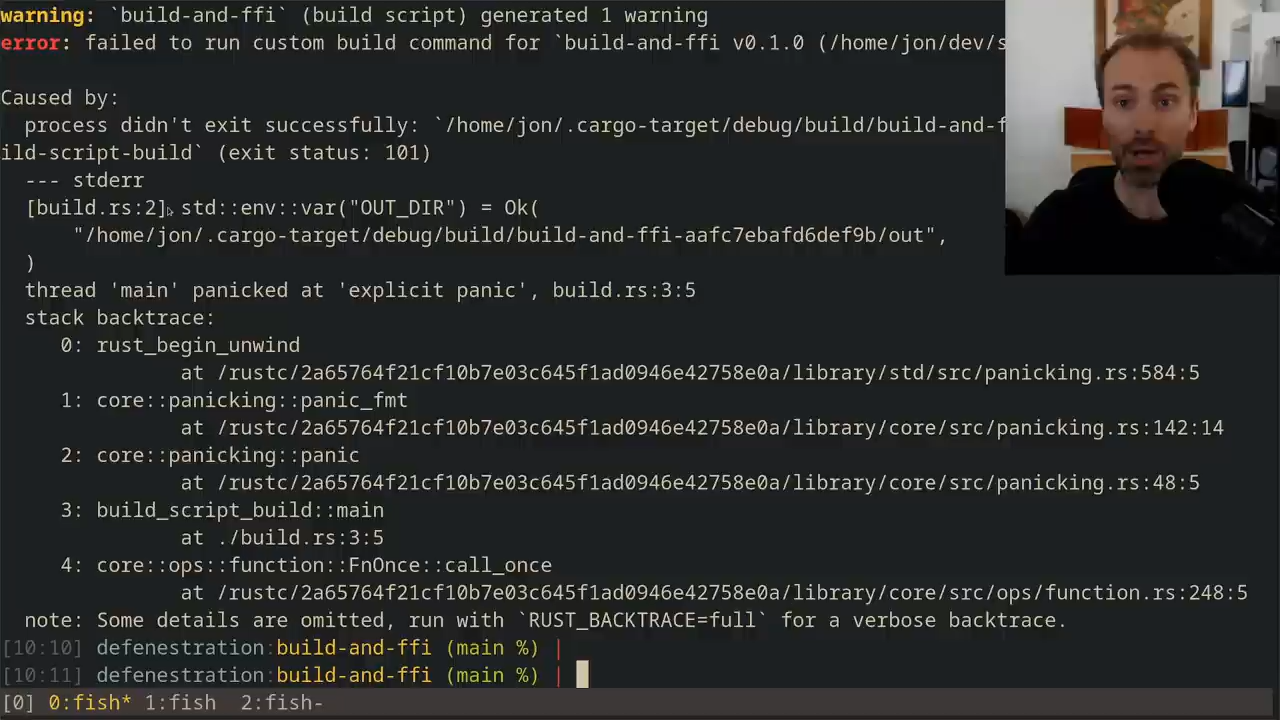 warning: `build-and-ffi` (build script) generated 1 warning
error: failed to run custom build command for `build-and-ffi v0.1.0 (/home/jon/dev/s
Caused by:
process didn't exit successfully: `/home/jon/.cargo-target/debug/build/build-and-f
ild-script-build` (exit status: 101)
--- stderr
[build.rs:2] std::env::var("OUT_DIR") = Ok(
"/home/jon/.cargo-target/debug/build/build-and-ffi-aafc7ebafd6def9b/out",
)
thread 'main' panicked at 'explicit panic', build.rs:3:5
stack backtrace:
0: rust_begin_unwind
at /rustc/2a65764f21cf10b7e03c645f1ad0946e42758e0a/library/std/src/panicking.rs:584:5
1: core::panicking::panic_fmt
at /rustc/2a65764f21cf10b7e03c645f1ad0946e42758e0a/library/core/src/panicking.rs:142:14
2: core::panicking::panic
at /rustc/2a65764f21cf10b7e03c645f1ad0946e42758e0a/library/core/src/panicking.rs:48:5
3: build_script_build::main
at ./build.rs:3:5
4: core::ops::function::FnOnce::call_once
at /rustc/2a65764f21cf10b7e03c645f1ad0946e42758e0a/library/core/src/ops/function.rs:248:5
note: Some details are omitted, run with `RUST_BACKTRACE=full` for a verbose backtrace.
[10:10] defenestration:build-and-ffi (main %) |
[10:11] defenestration:build-and-ffi (main %) |
[0] 0:fish* 1:fish 2:fish-